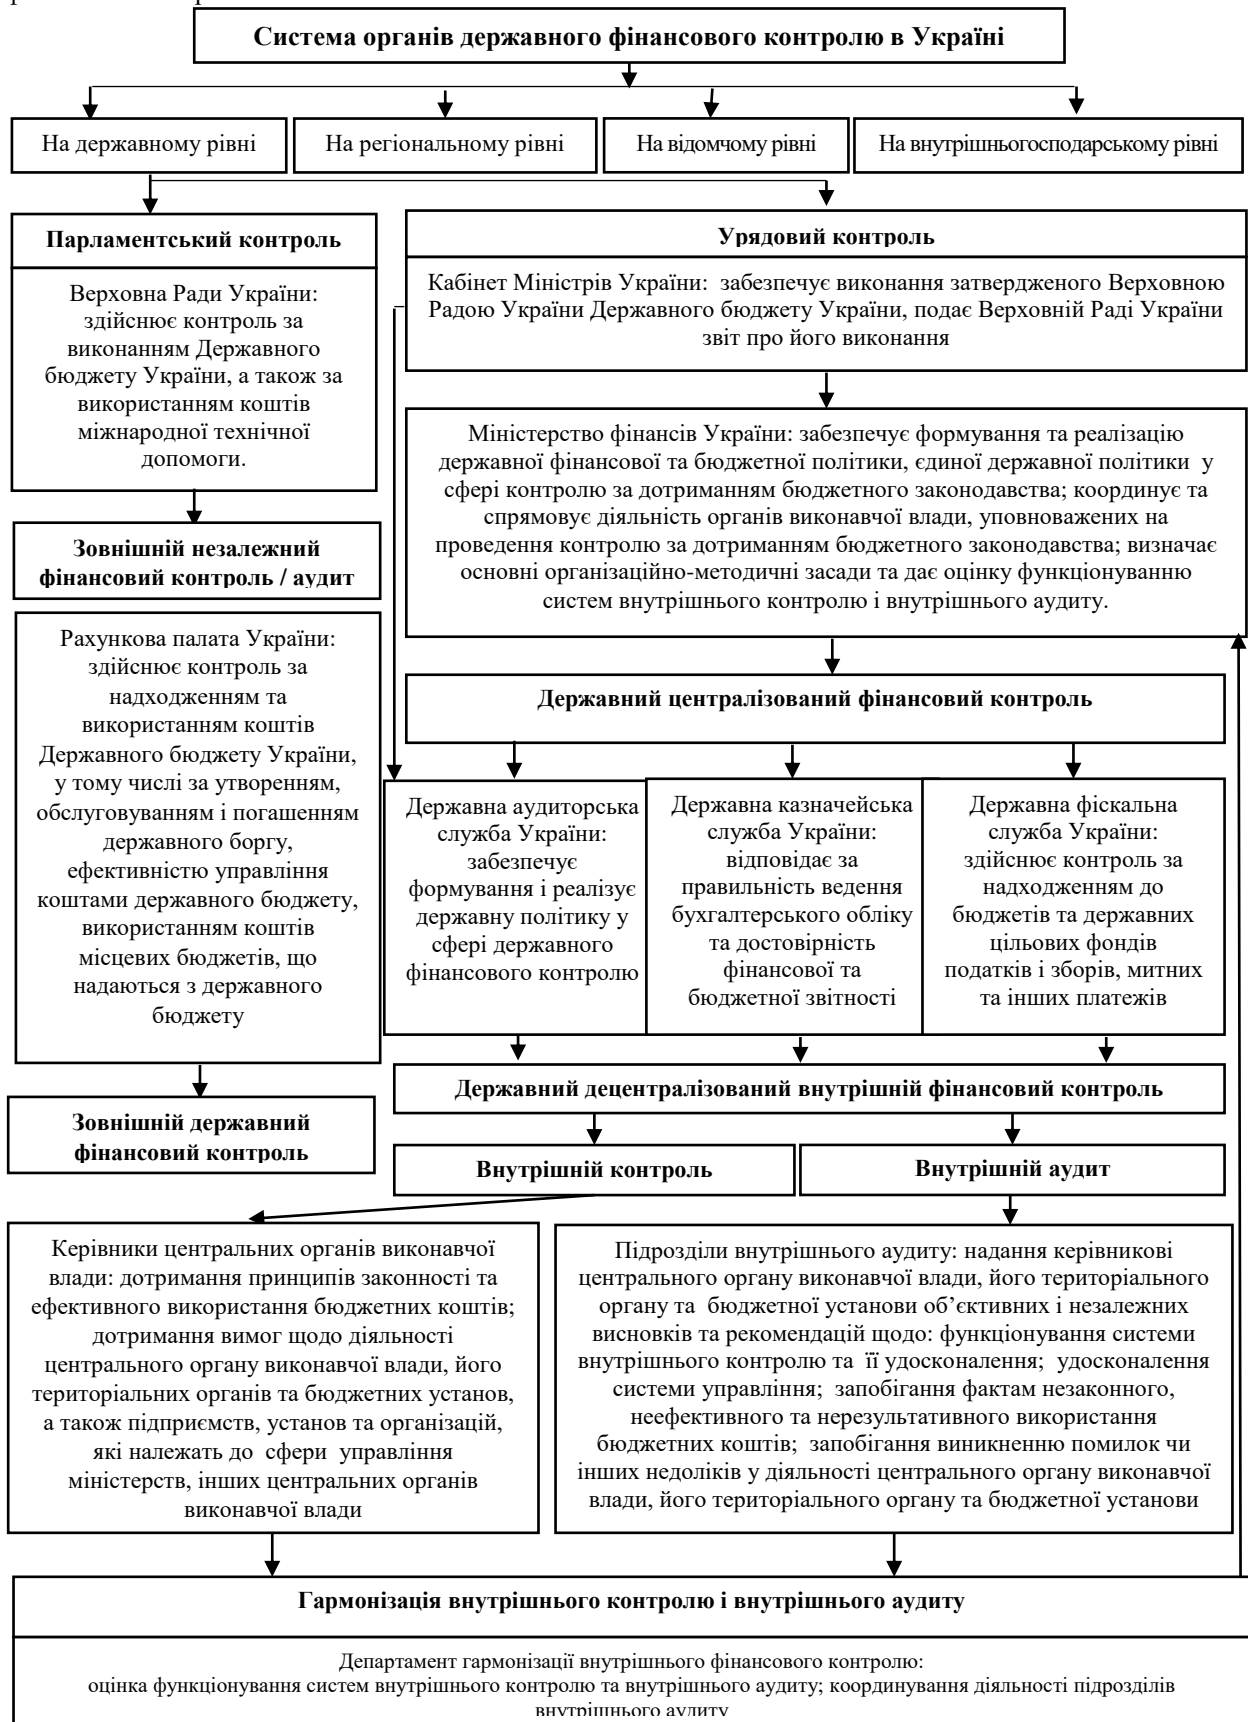 Система органів державного фінансового контролю в Україні
На державному рівні
На регіональному рівні
На відомчому рівні
На внутрішньогосподарському рівні
Парламентський контроль
Верховна Ради України:
здійснює контроль за
виконанням Державного
бюджету України, а також за
використанням коштів
міжнародної технічної
допомоги.
Зовнішній незалежний
фінансовий контроль / аудит
Рахункова палата України:
здійснює контроль за
надходженням та
використанням коштів
Державного бюджету України,
у тому числі за утворенням,
обслуговуванням і погашенням
державного боргу,
ефективністю управління
коштами державного бюджету,
використанням коштів
місцевих бюджетів, що
надаються з державного
бюджету
Зовнішній державний
фінансовий контроль
Урядовий контроль
Кабінет Міністрів України:  забезпечує виконання затвердженого Верховною
Радою України Державного бюджету України, подає Верховній Раді України
звіт про його виконання
Міністерство фінансів України: забезпечує формування та реалізацію
державної фінансової та бюджетної політики, єдиної державної політики  у
сфері контролю за дотриманням бюджетного законодавства; координує та
спрямовує діяльність органів виконавчої влади, уповноважених на
проведення контролю за дотриманням бюджетного законодавства; визначає
основні організаційно-методичні засади та дає оцінку функціонуванню
систем внутрішнього контролю і внутрішнього аудиту.
Державний централізований фінансовий контроль
Державна аудиторська
служба України:
забезпечує
формування і реалізує
державну політику у
сфері державного
фінансового контролю
Державна казначейська
служба України:
відповідає за
правильність ведення
бухгалтерського обліку
та достовірність
фінансової та
бюджетної звітності
Державна фіскальна
служба України:
здійснює контроль за
надходженням до
бюджетів та державних
цільових фондів
податків і зборів, митних
та інших платежів
Державний децентралізований внутрішній фінансовий контроль
Внутрішній контроль
Внутрішній аудит
Керівники центральних органів виконавчої
влади: дотримання принципів законності та
ефективного використання бюджетних коштів;
дотримання вимог щодо діяльності
центрального органу виконавчої влади, його
територіальних органів та бюджетних установ,
а також підприємств, установ та організацій,
які належать до  сфери  управління
міністерств, інших центральних органів
виконавчої влади
Підрозділи внутрішнього аудиту: надання керівникові
центрального органу виконавчої влади, його територіального
органу та  бюджетної установи об’єктивних і незалежних
висновків та рекомендацій щодо: функціонування системи
внутрішнього контролю та  її удосконалення;  удосконалення
системи управління;  запобігання фактам незаконного,
неефективного та нерезультативного використання
бюджетних коштів;  запобігання виникненню помилок чи
інших недоліків у діяльності центрального органу виконавчої
влади, його територіального органу та бюджетної установи
Гармонізація внутрішнього контролю і внутрішнього аудиту
Департамент гармонізації внутрішнього фінансового контролю:
оцінка функціонування систем внутрішнього контролю та внутрішнього аудиту; координування діяльності підрозділів
внутрішнього аудиту